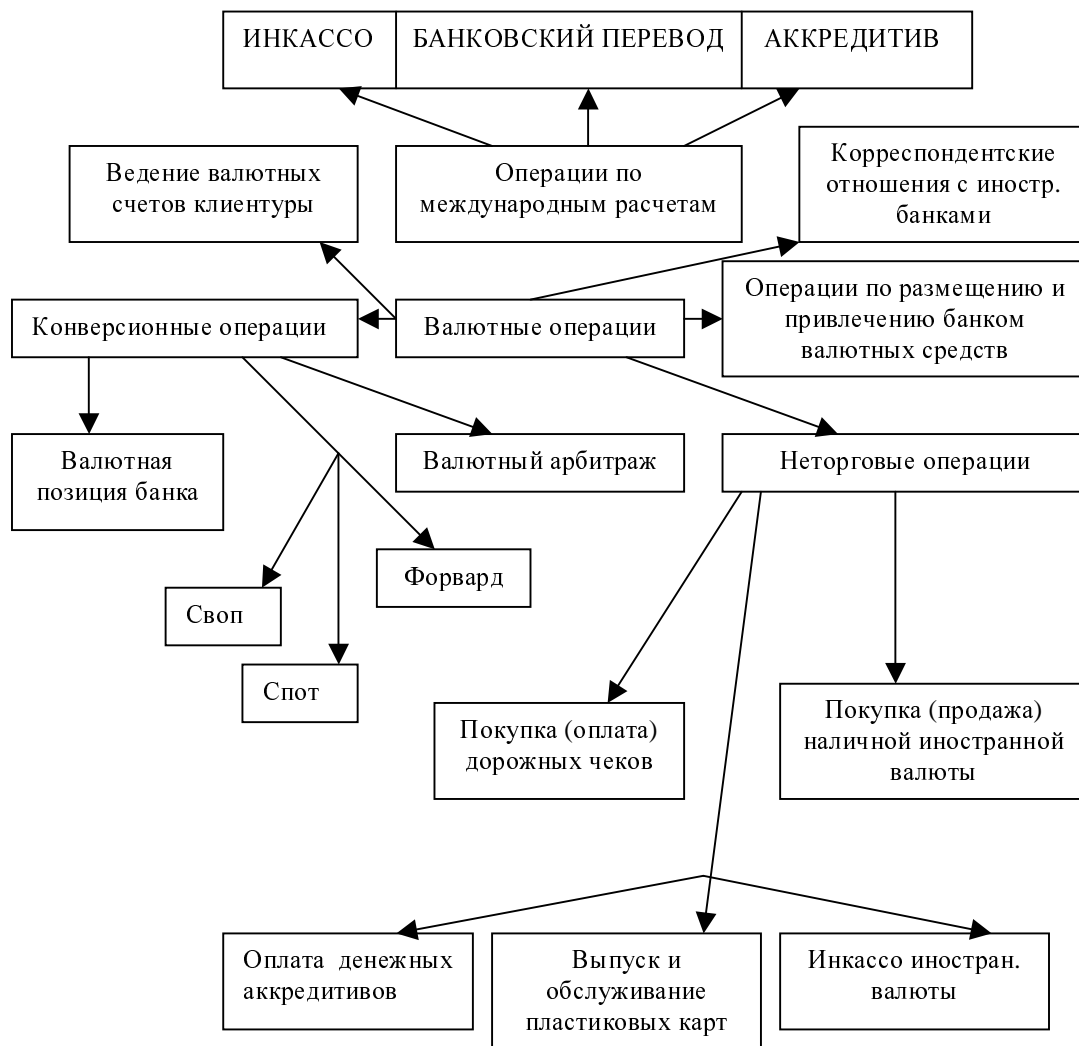 ИНКАССО
БАНКОВСКИЙ ПЕРЕВОД
АККРЕДИТИВ
Ведение валютных
счетов клиентуры
Операции по
международным расчетам
Корреспондентские
отношения с иностр.
банками
Конверсионные операции
Валютные операции
Операции по размещению и
привлечению банком
валютных средств
Валютная
позиция банка
Валютный арбитраж
Неторговые операции
Форвард
Своп
Спот
Покупка (оплата)
дорожных чеков
Покупка (продажа)
наличной иностранной
валюты
Оплата денежных
аккредитивов
Выпуск и
обслуживание
пластиковых карт
Инкассо иностран.
валюты